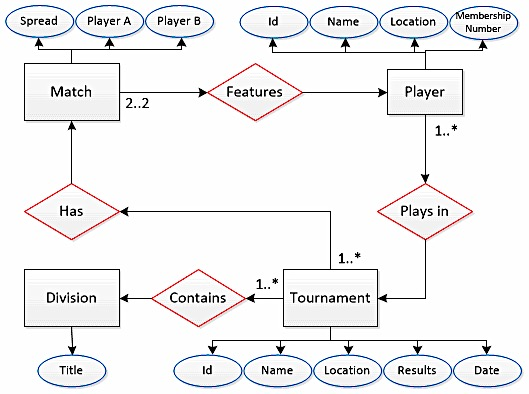 Spread
Player A
Player B
Id
Name
Location
Membership
Number
Match
2..2
Features
Player
1..*
Has
Plays in
1..*
1..*
Division
Contains
Tournament
Title
Id
Name
Location
Results
Date